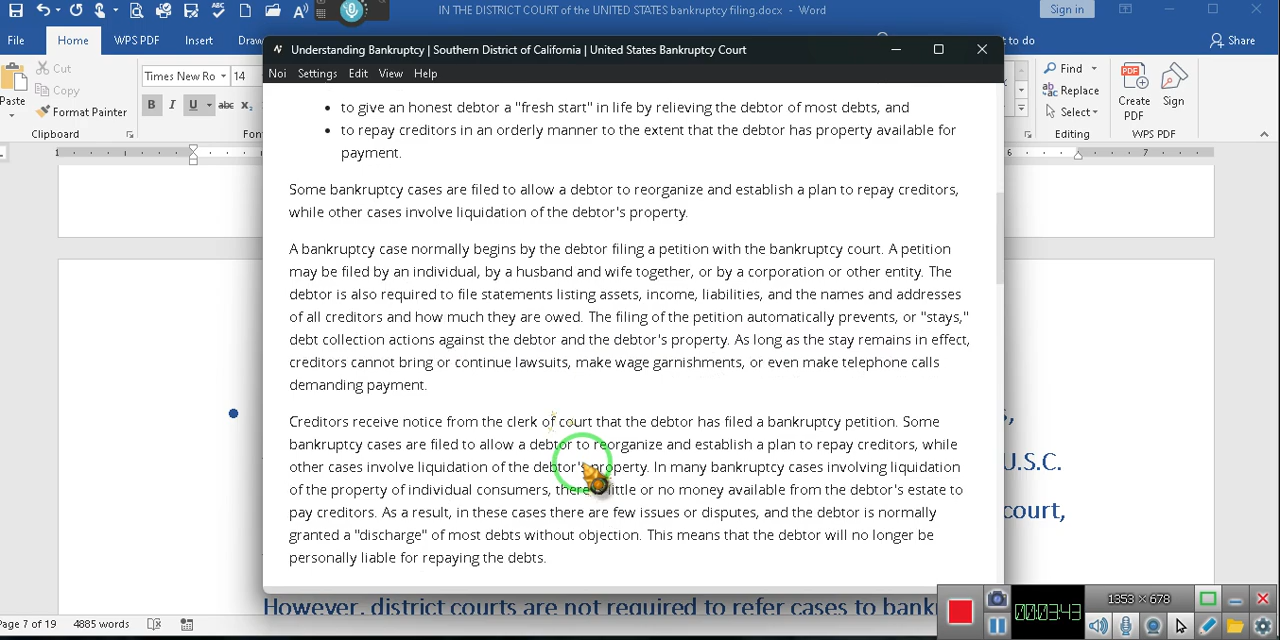 IN THE DISTRICT COURT of the UNITED STATES bankruptcy filing.docx - Word
Sign in
File Home WPS PDF Insert Draw
to do
Share
Understanding Bankruptcy | Southern District of California | United States Bankruptcy Court
Noi Settings Edit View Help
Cut
Copy
Format Painter
Paste
Clipboard
Times New Ro 14
B I U abc x
Find
Replace
Select
Editing
Create PDF
Sign
WPS PDF
1
6 7
• to give an honest debtor a "fresh start" in life by relieving the debtor of most debts, and
• to repay creditors in an orderly manner to the extent that the debtor has property available for
payment.
Some bankruptcy cases are filed to allow a debtor to reorganize and establish a plan to repay creditors,
while other cases involve liquidation of the debtor's property.
A bankruptcy case normally begins by the debtor filing a petition with the bankruptcy court. A petition
may be filed by an individual, by a husband and wife together, or by a corporation or other entity. The
debtor is also required to file statements listing assets, income, liabilities, and the names and addresses
of all creditors and how much they are owed. The filing of the petition automatically prevents, or "stays,"
debt collection actions against the debtor and the debtor's property. As long as the stay remains in effect,
creditors cannot bring or continue lawsuits, make wage garnishments, or even make telephone calls
demanding payment.
Creditors receive notice from the clerk of court that the debtor has filed a bankruptcy petition. Some
bankruptcy cases are filed to allow a debtor to reorganize and establish a plan to repay creditors, while
other cases involve liquidation of the debtor's property. In many bankruptcy cases involving liquidation
of the property of individual consumers, there little or no money available from the debtor's estate to
pay creditors. As a result, in these cases there are few issues or disputes, and the debtor is normally
granted a "discharge" of most debts without objection. This means that the debtor will no longer be
personally liable for repaying the debts.
U.S.C.
court,
However, district courts are not required to refer cases to
Page 7 of 19 4885 words
00:03:43
1353 × 678